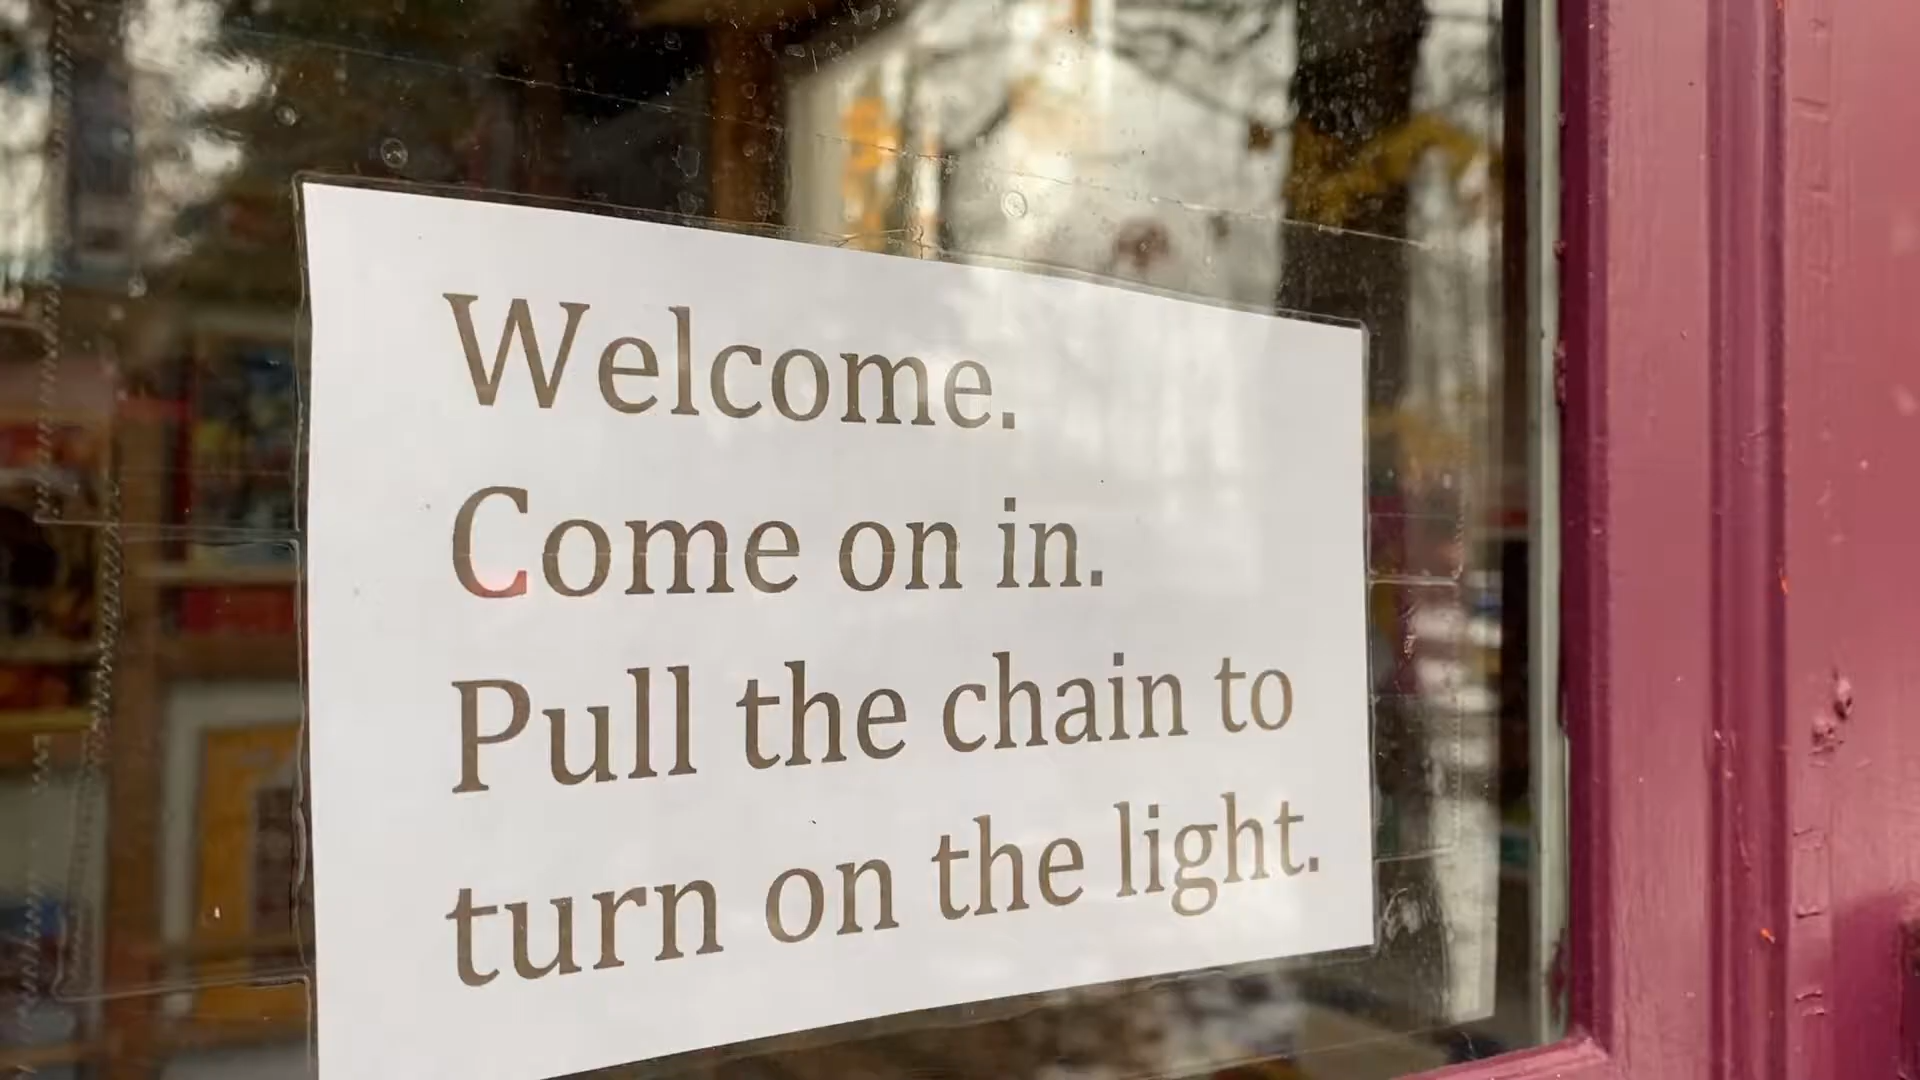 Welcome.
Come on in.
Pull the chain to
turn on the light.